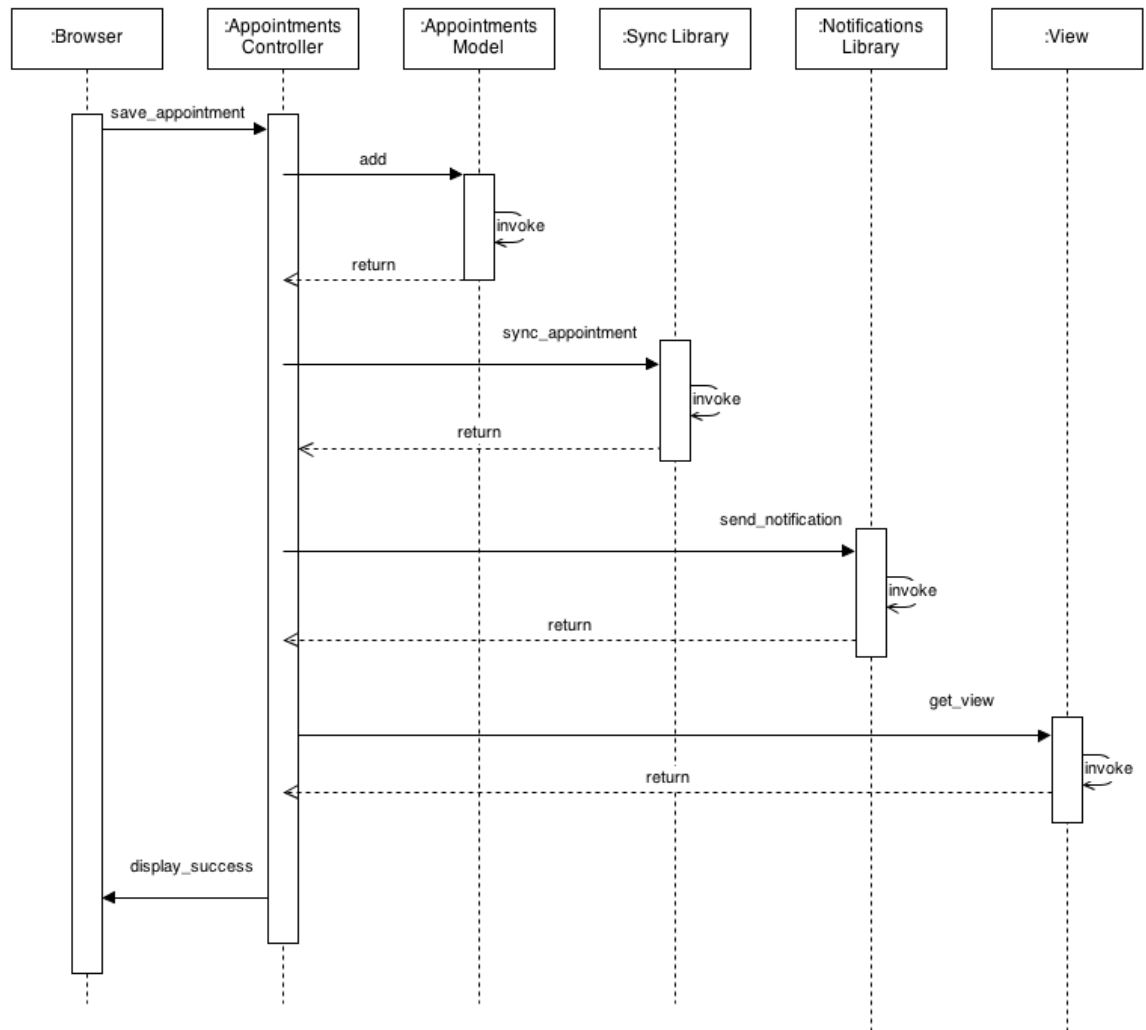 :Browser
:Appointments
Controller
:Appointments
Model
:Sync Library
:Notifications
Library
:View
save_appointment
add
invoke
return
sync_appointment
invoke
return
send_notification
invoke
return
get_view
invoke
return
display_success